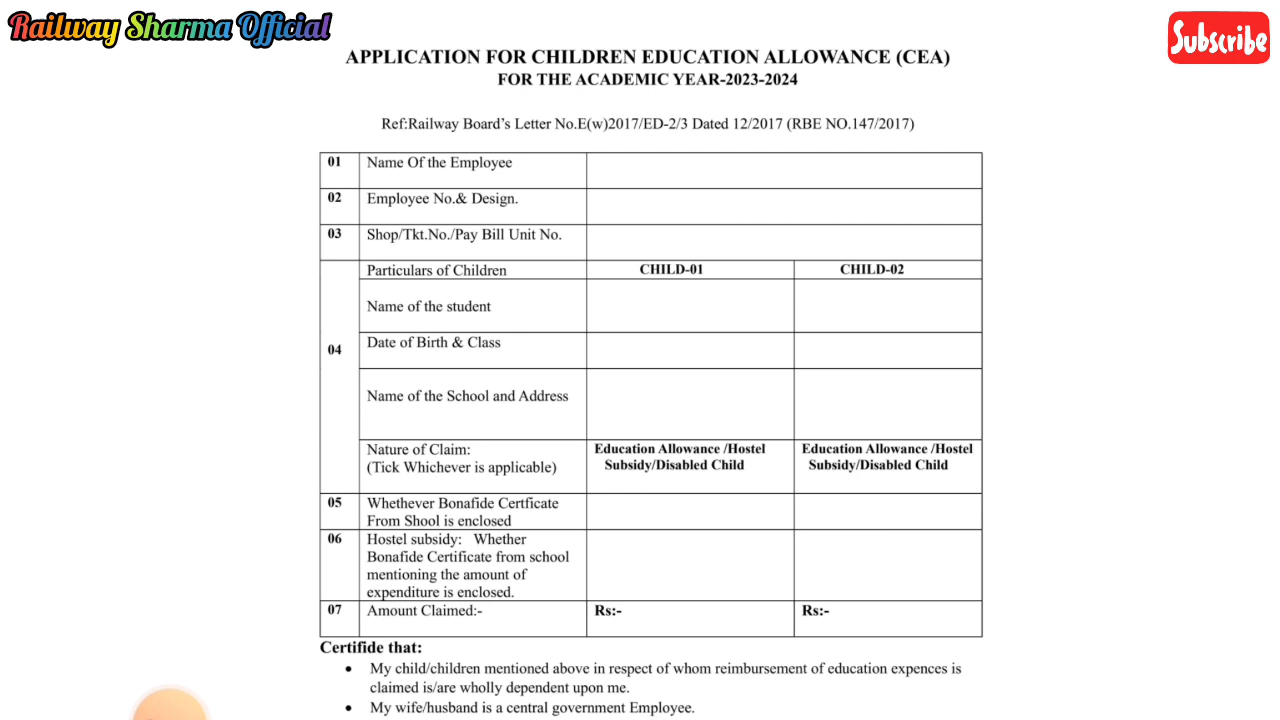 Railway Sharma Official
Subscribe
APPLICATION FOR CHILDREN EDUCATION ALLOWANCE (CEA)
FOR THE ACADEMIC YEAR-2023-2024
Ref:Railway Board's Letter No.E(w)2017/ED-2/3 Dated 12/2017 (RBE NO.147/2017)
01 Name Of the Employee
02 Employee No.& Design.
03 Shop/Tkt.No./Pay Bill Unit No.
Particulars of Children CHILD-01 CHILD-02
Name of the student
04 Date of Birth & Class
Name of the School and Address
Nature of Claim: Education Allowance /Hostel Education Allowance /Hostel
(Tick Whichever is applicable) Subsidy/Disabled Child Subsidy/Disabled Child
05 Whethever Bonafide Certficate
From Shool is enclosed
06 Hostel subsidy: Whether
Bonafide Certificate from school
mentioning the amount of
expenditure is enclosed.
07 Amount Claimed:- Rs:- Rs:-
Certifide that:
• My child/children mentioned above in respect of whom reimbursement of education expences is
claimed is/are wholly dependent upon me.
• My wife/husband is a central government Employee.